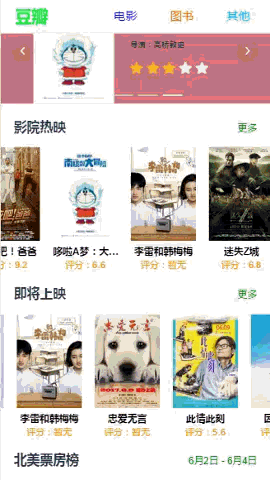 豆瓣
电影 图书 其他
导演：高桥敦史
影院热映 更多
吧！爸爸 哆啦A梦：大... 李雷和韩梅梅 迷失Z城
分：9.2 评分：6.6 评分：暂无 评分：6.8
即将上映 更多
李雷和韩梅梅 忠爱无言 此情此刻
评分：暂无 评分：暂无 评分：5.6
北美票房榜 6月2日 - 6月4日